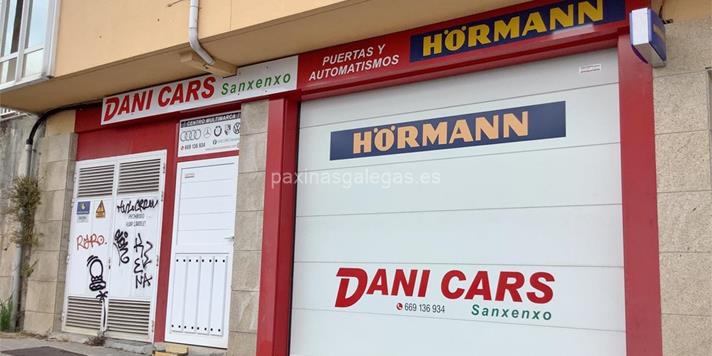 DANI CARS
Sanxenxo
PUERTAS Y
AUTOMATISMOS
HÖRMANN
CENTRO MULTIMARCA
669 136 934
HÖRMANN
paxinasgalegas.es
PROHIBIDO
DANI CARS
669 136 934
Sanxenxo